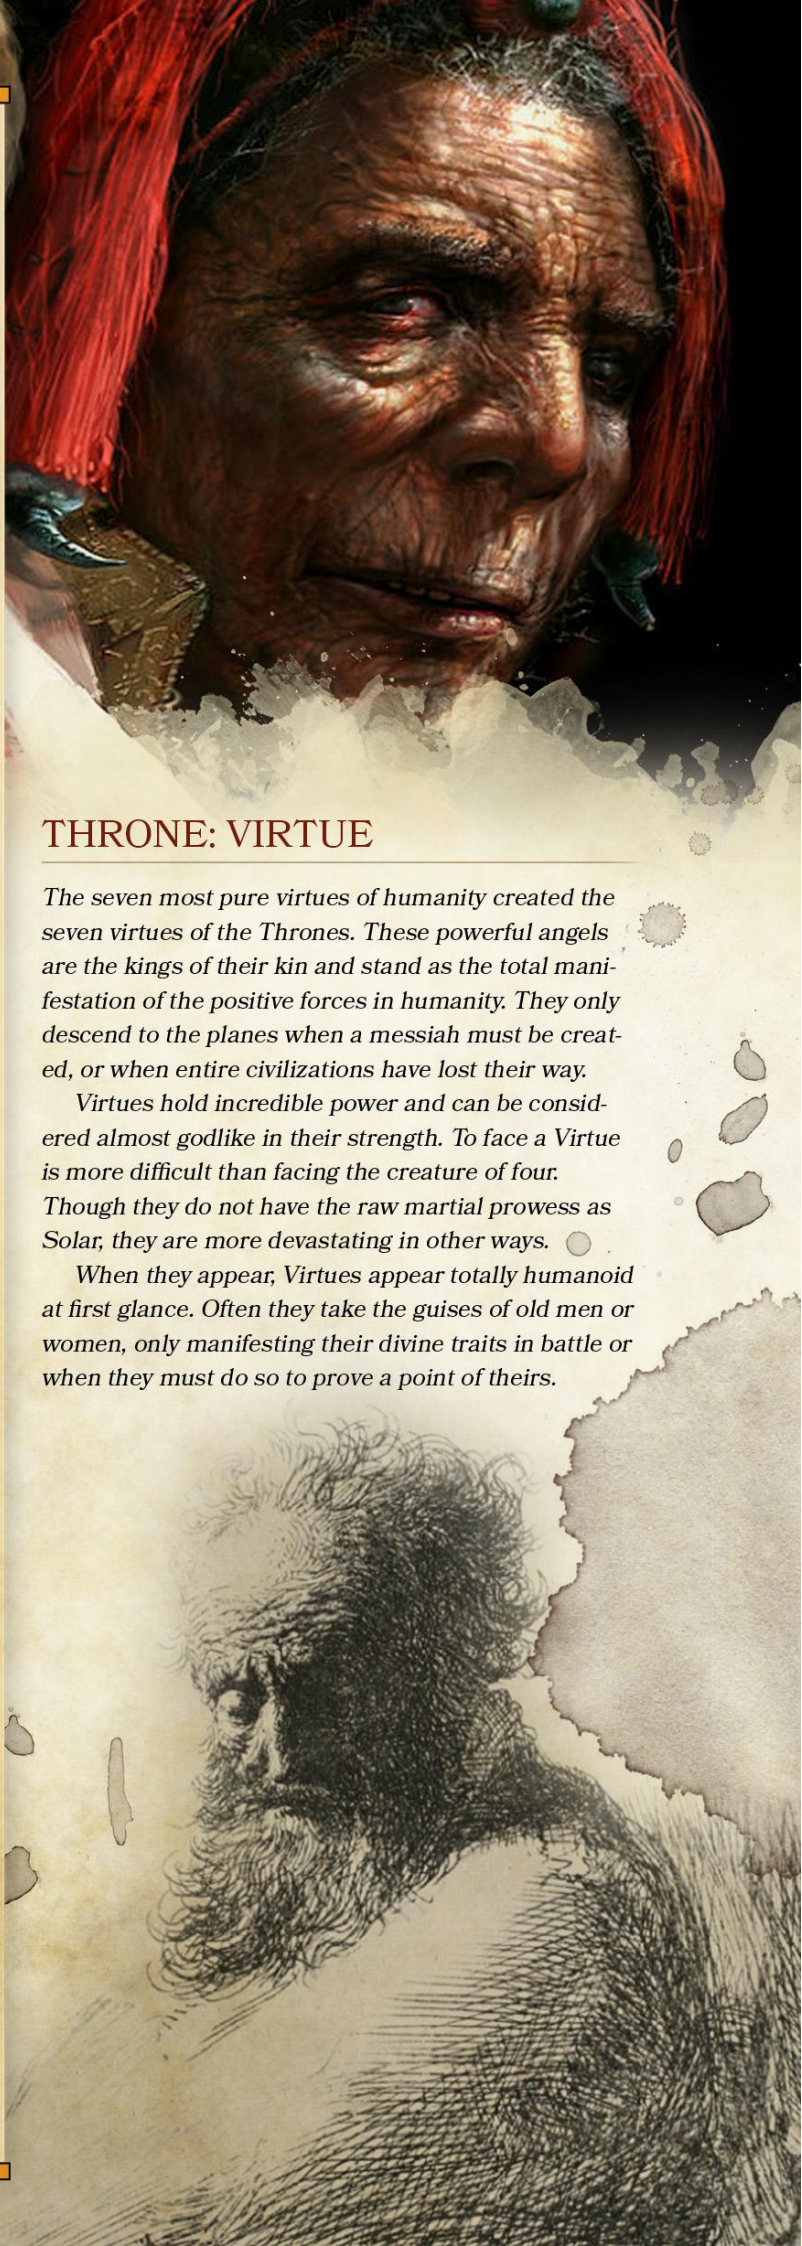 THRONE: VIRTUE
The seven most pure virtues of humanity created the
seven virtues of the Thrones. These powerful angels
are the kings of their kin and stand as the total mani-
festation of the positive forces in humanity. They only
descend to the planes when a messiah must be creat-
ed, or when entire civilizations have lost their way.
Virtues hold incredible power and can be consid-
ered almost godlike in their strength. To face a Virtue
is more difficult than facing the creature of four.
Though they do not have the raw martial prowess as
Solar, they are more devastating in other ways.
When they appear, Virtues appear totally humanoid
at first glance. Often they take the guises of old men or
women, only manifesting their divine traits in battle or
when they must do so to prove a point of theirs.